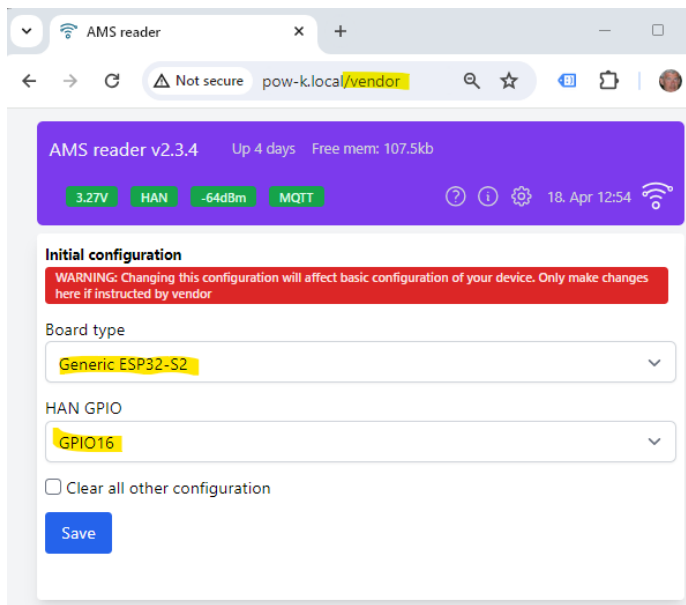 AMS reader
Not secure pow-k.local/vendor
AMS reader v2.3.4 Up 4 days Free mem: 107.5kb
3.27V HAN -64dBm MQTT 18. Apr 12:54
Initial configuration
WARNING: Changing this configuration will affect basic configuration of your device. Only make changes
here if instructed by vendor
Board type
Generic ESP32-S2
HAN GPIO
GPIO16
Clear all other configuration
Save